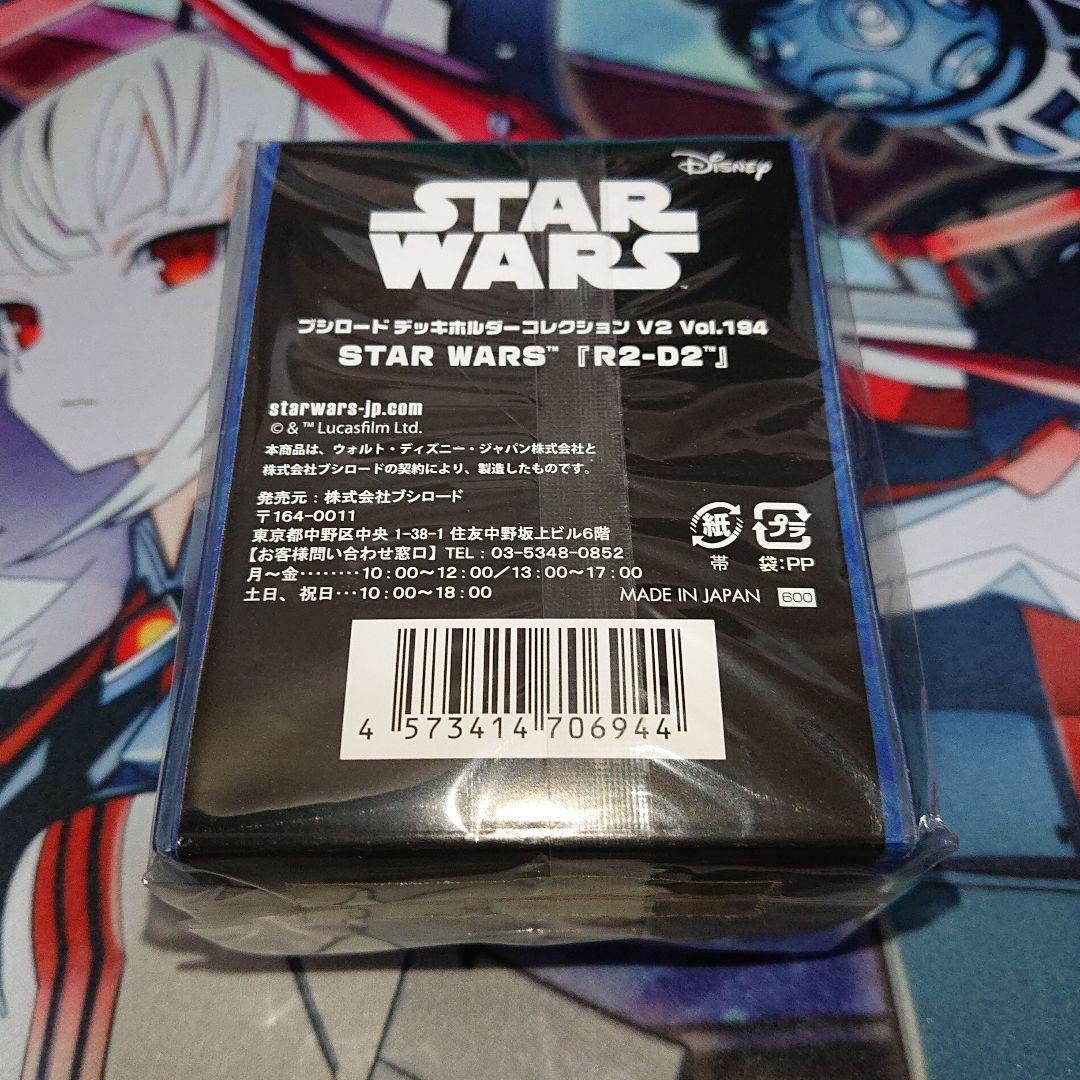 Disney
STAR
WARS™
ブシロード デッキホルダーコレクション V2 Vol.194
STAR WARS™『R2-D2™』
starwars-jp.com
© & ™ Lucasfilm Ltd.
本商品は、ウォルト・ディズニー・ジャパン株式会社と
株式会社ブシロードの契約により、製造したものです。
発売元：株式会社ブシロード
〒164-0011
東京都中野区中央 1-38-1 住友中野坂上ビル6階
【お客様問い合わせ窓口】TEL：03-5348-0852
月～金‥‥‥‥10：00～12：00/13：00～17：00
土日、祝日‥･10：00～18：00
紙
帯
プラ
袋:PP
MADE IN JAPAN 600
4 573414 706944